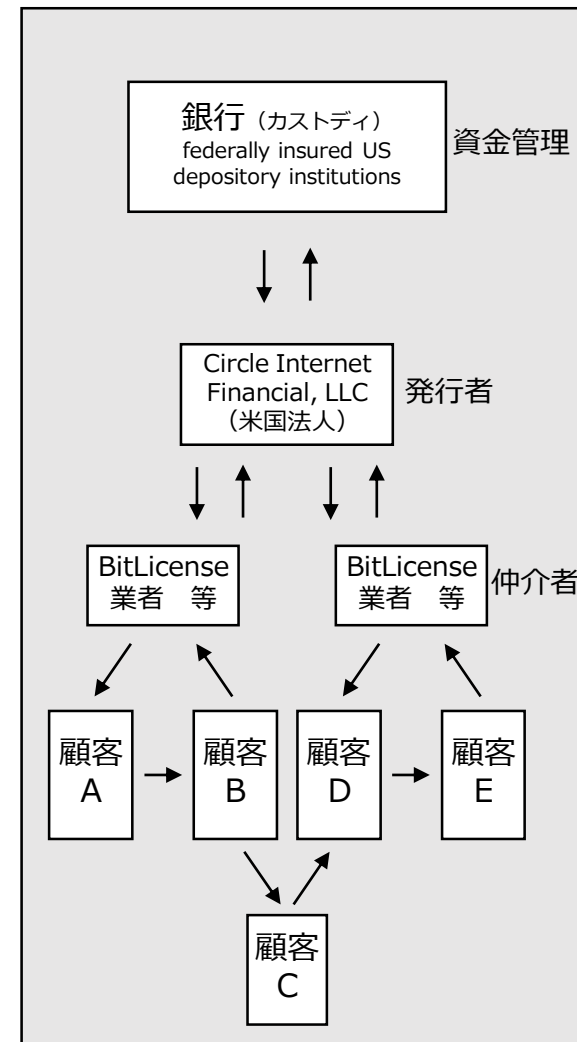 銀行（カストディ）
federally insured US
depository institutions
資金管理
Circle Internet
Financial, LLC
（米国法人）
発行者
BitLicense
業者　等
BitLicense
業者　等
仲介者
顧客
A
顧客
B
顧客
D
顧客
E
顧客
C